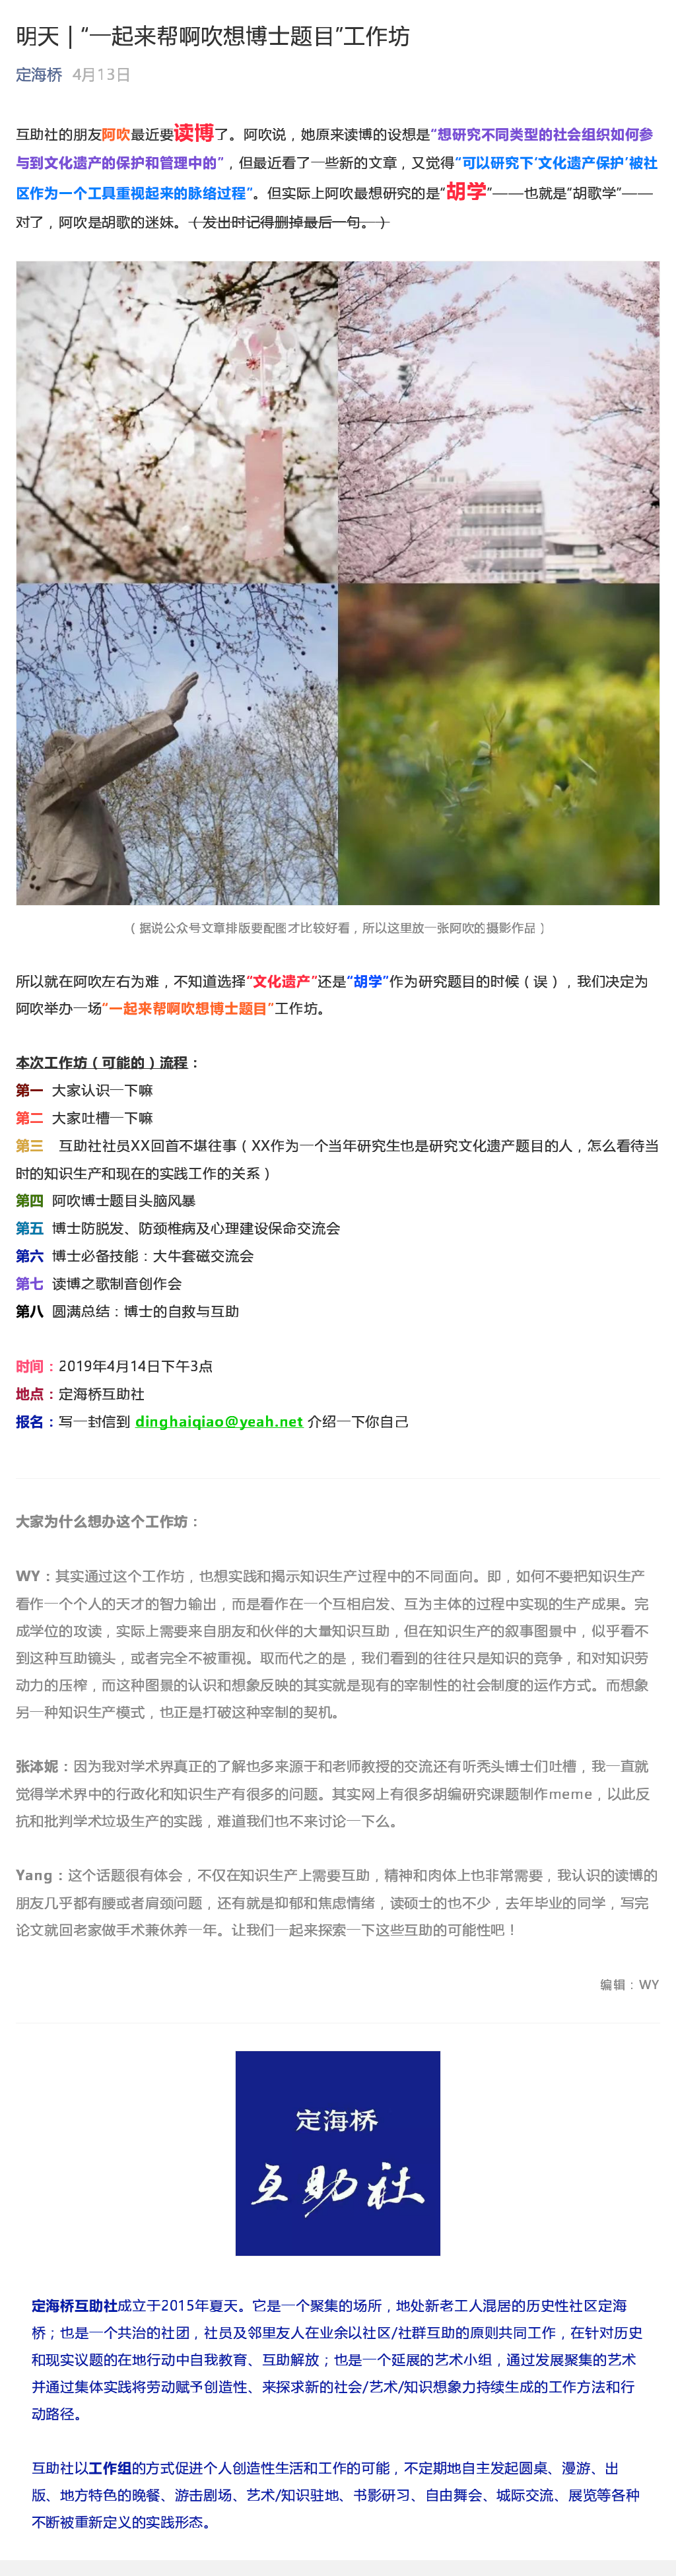 明天 | “一起来帮啊吹想博士题目”工作坊
定海桥 4月13日
互助社的朋友阿吹最近要读博了。阿吹说，她原来读博的设想是“想研究不同类型的社会组织如何参
与到文化遗产的保护和管理中的”，但最近看了一些新的文章，又觉得“可以研究下‘文化遗产保护’被社
区作为一个工具重视起来的脉络过程”。但实际上阿吹最想研究的是“胡学”——也就是“胡歌学”——
对了，阿吹是胡歌的迷妹。（发出时记得删掉最后一句。）
（据说公众号文章排版要配图才比较好看，所以这里放一张阿吹的摄影作品）
所以就在阿吹左右为难，不知道选择“文化遗产”还是“胡学”作为研究题目的时候（误），我们决定为
阿吹举办一场“一起来帮啊吹想博士题目”工作坊。
本次工作坊（可能的）流程：
第一 大家认识一下嘛
第二 大家吐槽一下嘛
第三 互助社社员XX回首不堪往事（XX作为一个当年研究生也是研究文化遗产题目的人，怎么看待当
时的知识生产和现在的实践工作的关系）
第四 阿吹博士题目头脑风暴
第五 博士防脱发、防颈椎病及心理建设保命交流会
第六 博士必备技能：大牛套磁交流会
第七 读博之歌制音创作会
第八 圆满总结：博士的自救与互助
时间：2019年4月14日下午3点
地点：定海桥互助社
报名：写一封信到 dinghaiqiao@yeah.net 介绍一下你自己
大家为什么想办这个工作坊：
WY：其实通过这个工作坊，也想实践和揭示知识生产过程中的不同面向。即，如何不要把知识生产
看作一个个人的天才的智力输出，而是看作在一个互相启发、互为主体的过程中实现的生产成果。完
成学位的攻读，实际上需要来自朋友和伙伴的大量知识互助，但在知识生产的叙事图景中，似乎看不
到这种互助镜头，或者完全不被重视。取而代之的是，我们看到的往往只是知识的竞争，和对知识劳
动力的压榨，而这种图景的认识和想象反映的其实就是现有的宰制性的社会制度的运作方式。而想象
另一种知识生产模式，也正是打破这种宰制的契机。
张沐妮：因为我对学术界真正的了解也多来源于和老师教授的交流还有听秃头博士们吐槽，我一直就
觉得学术界中的行政化和知识生产有很多的问题。其实网上有很多胡编研究课题制作meme，以此反
抗和批判学术垃圾生产的实践，难道我们也不来讨论一下么。
Yang：这个话题很有体会，不仅在知识生产上需要互助，精神和肉体上也非常需要，我认识的读博的
朋友几乎都有腰或者肩颈问题，还有就是抑郁和焦虑情绪，读硕士的也不少，去年毕业的同学，写完
论文就回老家做手术兼休养一年。让我们一起来探索一下这些互助的可能性吧！
编辑：WY
定海桥
互助社
定海桥互助社成立于2015年夏天。它是一个聚集的场所，地处新老工人混居的历史性社区定海
桥；也是一个共治的社团，社员及邻里友人在业余以社区/社群互助的原则共同工作，在针对历史
和现实议题的在地行动中自我教育、互助解放；也是一个延展的艺术小组，通过发展聚集的艺术
并通过集体实践将劳动赋予创造性、来探求新的社会/艺术/知识想象力持续生成的工作方法和行
动路径。
互助社以工作组的方式促进个人创造性生活和工作的可能，不定期地自主发起圆桌、漫游、出
版、地方特色的晚餐、游击剧场、艺术/知识驻地、书影研习、自由舞会、城际交流、展览等各种
不断被重新定义的实践形态。